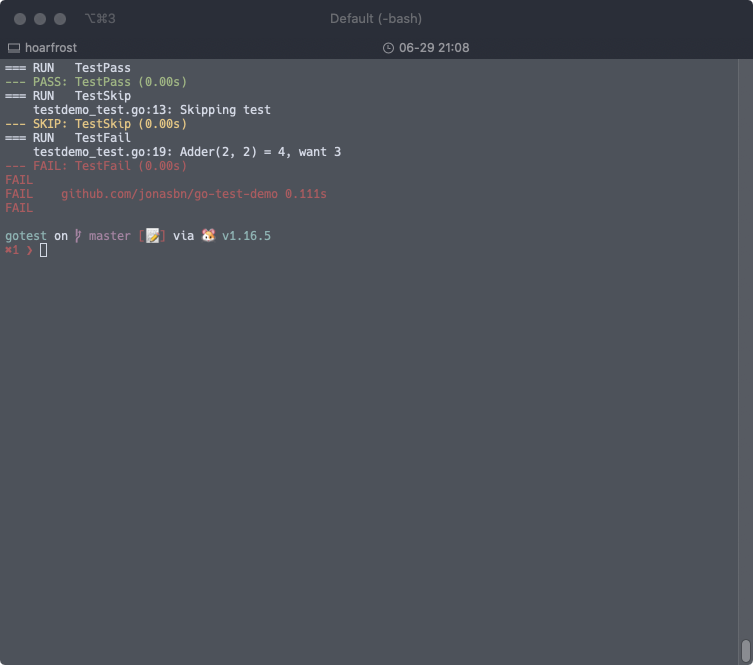 ⌥⌘3 Default (-bash)
hoarfrost 06-29 21:08
=== RUN   TestPass
--- PASS: TestPass (0.00s)
=== RUN   TestSkip
    testdemo_test.go:13: Skipping test
--- SKIP: TestSkip (0.00s)
=== RUN   TestFail
    testdemo_test.go:19: Adder(2, 2) = 4, want 3
--- FAIL: TestFail (0.00s)
FAIL
FAIL    github.com/jonasbn/go-test-demo 0.111s
FAIL
gotest on master [📝] via 🐹 v1.16.5
✖1 ❯